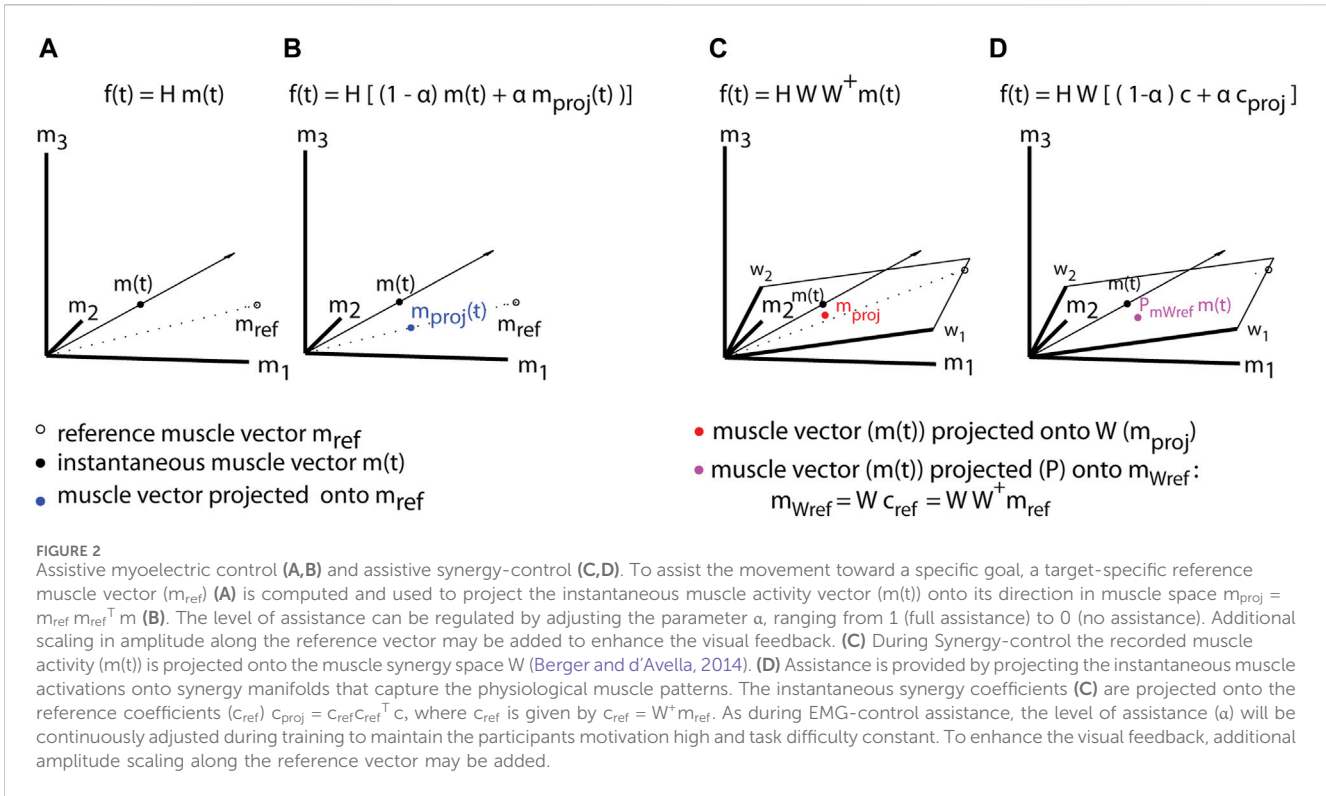 A
B
C
D
f(t) = H m(t)
f(t) = H [ (1 - α) m(t) + α m_proj(t) )]
f(t) = H W W⁺ m(t)
f(t) = H W [ (1-α ) c + α c_proj ]
m₃
m(t)
m₂
m_ref
m₁
m₃
m(t)
m₂
m_proj(t)
m_ref
m₁
m₃
w₂
m₂
m(t)
m_proj
w₁
m₁
m₃
w₂
m(t)
m₂
P_mWref m(t)
w₁
m₁
reference muscle vector m_ref
instantaneous muscle vector m(t)
muscle vector projected onto m_ref
muscle vector (m(t)) projected onto W (m_proj)
muscle vector (m(t)) projected (P) onto m_Wref :
m_Wref = W c_ref = W W⁺ m_ref
FIGURE 2
Assistive myoelectric control (A,B) and assistive synergy-control (C,D). To assist the movement toward a specific goal, a target-specific reference
muscle vector (m_ref) (A) is computed and used to project the instantaneous muscle activity vector (m(t)) onto its direction in muscle space m_proj =
m_ref m_ref^T m (B). The level of assistance can be regulated by adjusting the parameter α, ranging from 1 (full assistance) to 0 (no assistance). Additional
scaling in amplitude along the reference vector may be added to enhance the visual feedback. (C) During Synergy-control the recorded muscle
activity (m(t)) is projected onto the muscle synergy space W (Berger and d'Avella, 2014). (D) Assistance is provided by projecting the instantaneous muscle
activations onto synergy manifolds that capture the physiological muscle patterns. The instantaneous synergy coefficients (C) are projected onto the
reference coefficients (c_ref) c_proj = c_ref c_ref^T c, where c_ref is given by c_ref = W⁺m_ref. As during EMG-control assistance, the level of assistance (α) will be
continuously adjusted during training to maintain the participants motivation high and task difficulty constant. To enhance the visual feedback, additional
amplitude scaling along the reference vector may be added.